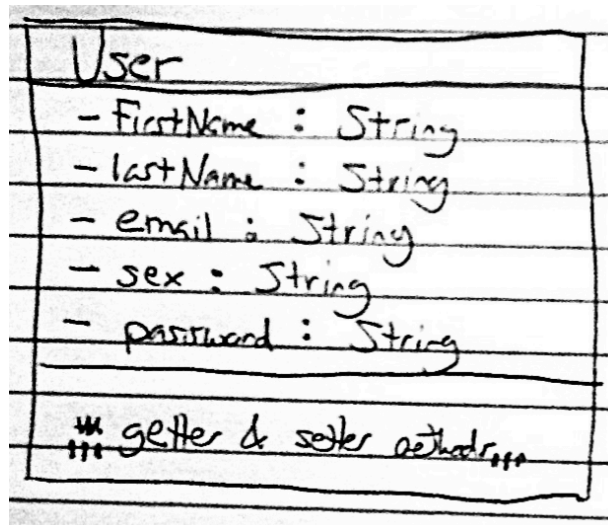 User
- FirstName : String
- lastName : String
- email : String
- sex : String
- password : String
""" getter & setter methods,,,